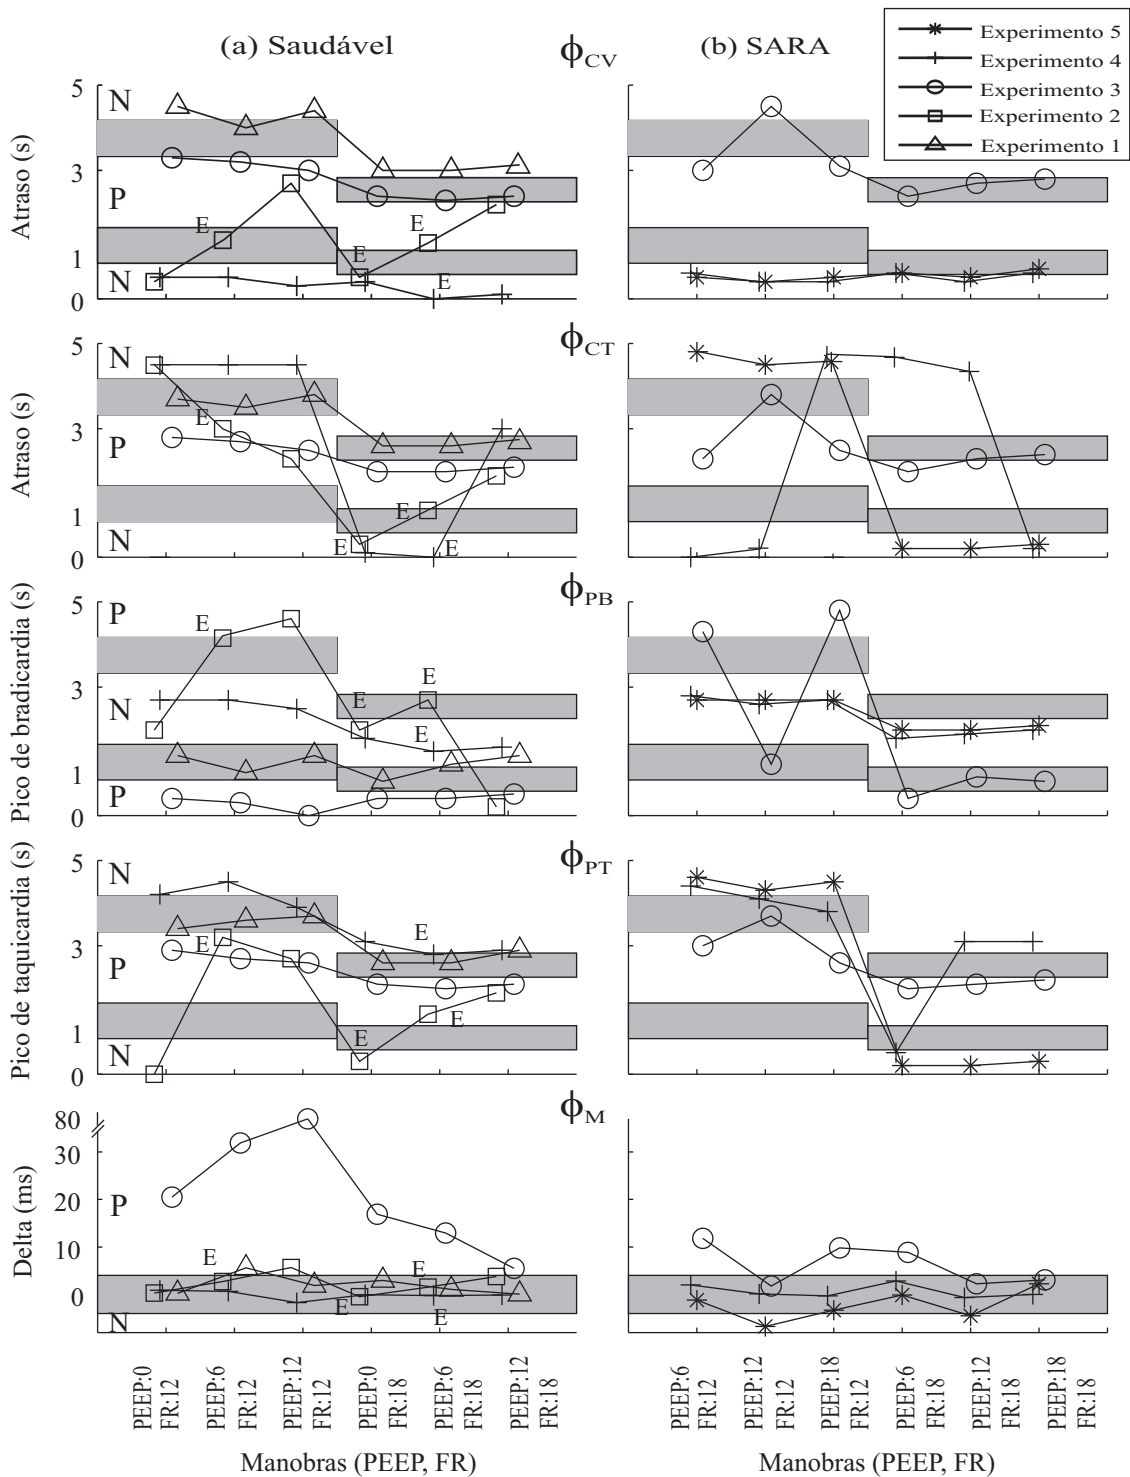 (a) Saudável
ϕCV
(b) SARA
Experimento 5
Experimento 4
Experimento 3
Experimento 2
Experimento 1
Atraso (s)
5
3
1
0
N
P
N
E
E
E
E
ϕCT
Atraso (s)
5
3
1
0
N
P
N
E
E
E
E
ϕPB
Pico de bradicardia (s)
5
3
1
0
P
N
P
E
E
E
E
ϕPT
Pico de taquicardia (s)
5
3
1
0
N
P
N
E
E
E
E
ϕM
Delta (ms)
80
30
20
10
0
P
N
E
E
E
E
PEEP:0
FR:12
PEEP:6
FR:12
PEEP:12
FR:12
PEEP:0
FR:18
PEEP:6
FR:18
PEEP:12
FR:18
PEEP:6
FR:12
PEEP:12
FR:12
PEEP:18
FR:12
PEEP:6
FR:18
PEEP:12
FR:18
PEEP:18
FR:18
Manobras (PEEP, FR)
Manobras (PEEP, FR)